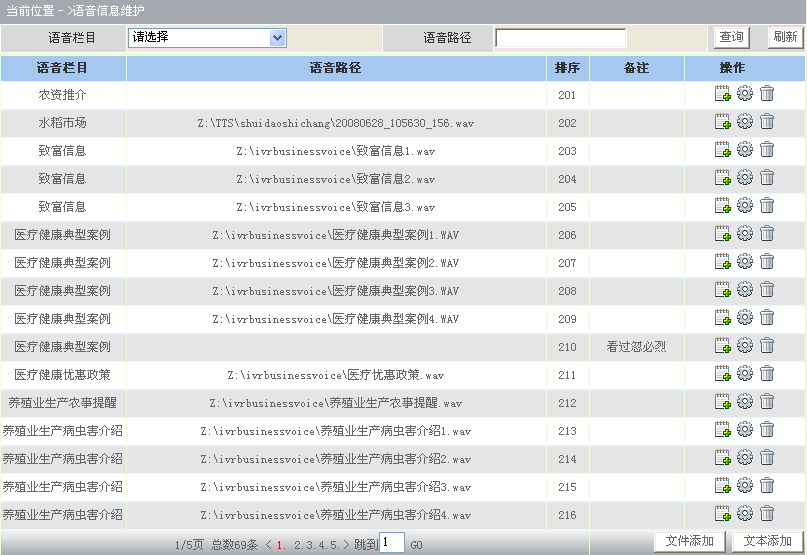 当前位置－>语音信息维护
语音栏目 请选择 语音路径 查询 刷新
语音栏目 语音路径 排序 备注 操作
农资推介 201
水稻市场 Z:\TTS\shuidaoshichang\20080628_105630_156.wav 202
致富信息 Z:\ivrbusinessvoice\致富信息1.wav 203
致富信息 Z:\ivrbusinessvoice\致富信息2.wav 204
致富信息 Z:\ivrbusinessvoice\致富信息3.wav 205
医疗健康典型案例 Z:\ivrbusinessvoice\医疗健康典型案例1.WAV 206
医疗健康典型案例 Z:\ivrbusinessvoice\医疗健康典型案例2.WAV 207
医疗健康典型案例 Z:\ivrbusinessvoice\医疗健康典型案例3.WAV 208
医疗健康典型案例 Z:\ivrbusinessvoice\医疗健康典型案例4.WAV 209
医疗健康典型案例 210 看过忽必烈
医疗健康优惠政策 Z:\ivrbusinessvoice\医疗优惠政策.wav 211
养殖业生产农事提醒 Z:\ivrbusinessvoice\养殖业生产农事提醒.wav 212
养殖业生产病虫害介绍 Z:\ivrbusinessvoice\养殖业生产病虫害介绍1.wav 213
养殖业生产病虫害介绍 Z:\ivrbusinessvoice\养殖业生产病虫害介绍2.wav 214
养殖业生产病虫害介绍 Z:\ivrbusinessvoice\养殖业生产病虫害介绍3.wav 215
养殖业生产病虫害介绍 Z:\ivrbusinessvoice\养殖业生产病虫害介绍4.wav 216
1/5页 总数69条 < 1. 2.3.4.5. > 跳到 1 GO 文件添加 文本添加